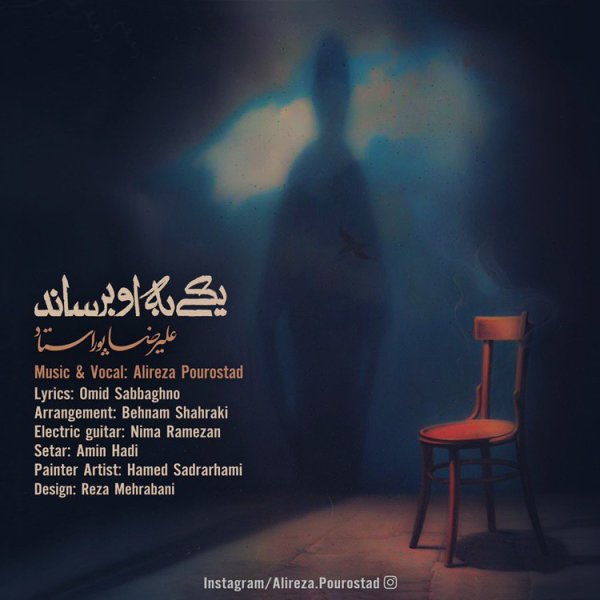 یکی به او برساند
علیرضا پوراستاد
Music & Vocal: Alireza Pourostad
Lyrics: Omid Sabbaghno
Arrangement: Behnam Shahraki
Electric guitar: Nima Ramezan
Setar: Amin Hadi
Painter Artist: Hamed Sadrarhami
Design: Reza Mehrabani
Instagram/Alireza.Pourostad